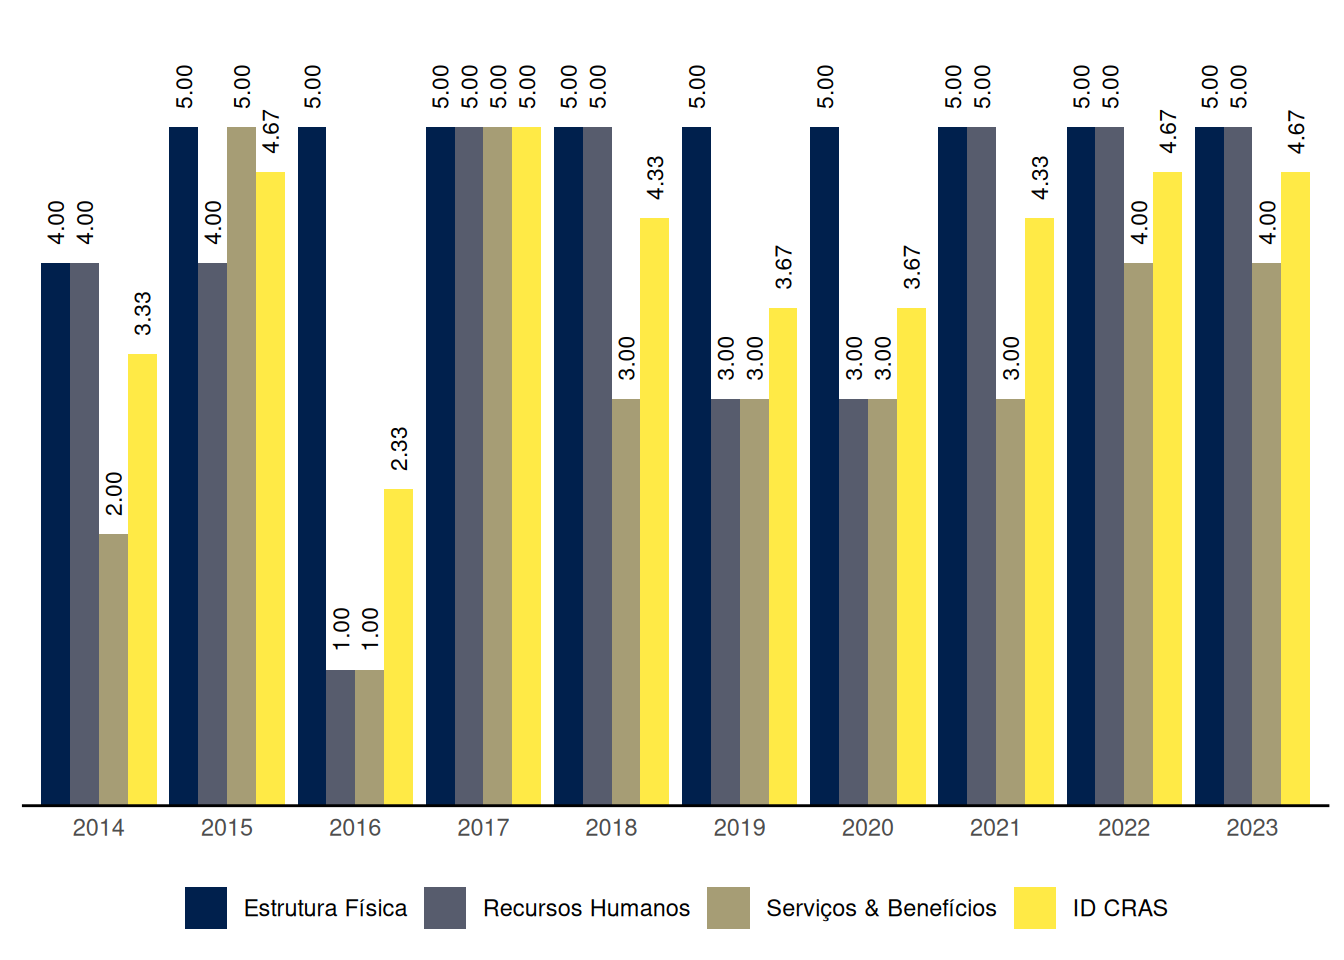 4.00 4.00 2.00 3.33
5.00 4.00 5.00 4.67
5.00 1.00 1.00 2.33
5.00 5.00 5.00 5.00
5.00 5.00 3.00 4.33
5.00 3.00 3.00 3.67
5.00 3.00 3.00 3.67
5.00 5.00 3.00 4.33
5.00 5.00 4.00 4.67
5.00 5.00 4.00 4.67
2014 2015 2016 2017 2018 2019 2020 2021 2022 2023
Estrutura Física Recursos Humanos Serviços & Benefícios ID CRAS